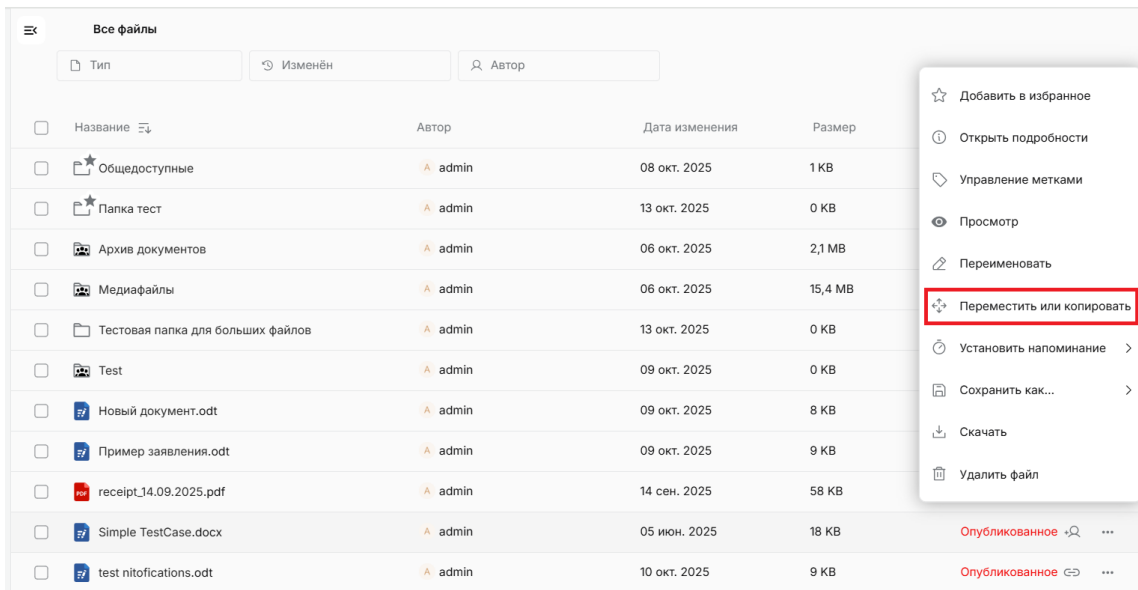 Все файлы
Тип
Изменён
Автор
Название Автор Дата изменения Размер
Общедоступные A admin 08 окт. 2025 1 KB
Папка тест A admin 13 окт. 2025 0 KB
Архив документов A admin 06 окт. 2025 2,1 MB
Медиафайлы A admin 06 окт. 2025 15,4 MB
Тестовая папка для больших файлов A admin 13 окт. 2025 0 KB
Test A admin 09 окт. 2025 0 KB
Новый документ.odt A admin 09 окт. 2025 8 KB
Пример заявления.odt A admin 09 окт. 2025 9 KB
PDF receipt_14.09.2025.pdf A admin 14 сен. 2025 58 KB
Simple TestCase.docx A admin 05 июн. 2025 18 KB Опубликованное
test nitofications.odt A admin 10 окт. 2025 9 KB Опубликованное
Добавить в избранное
Открыть подробности
Управление метками
Просмотр
Переименовать
Переместить или копировать
Установить напоминание
Сохранить как...
Скачать
Удалить файл